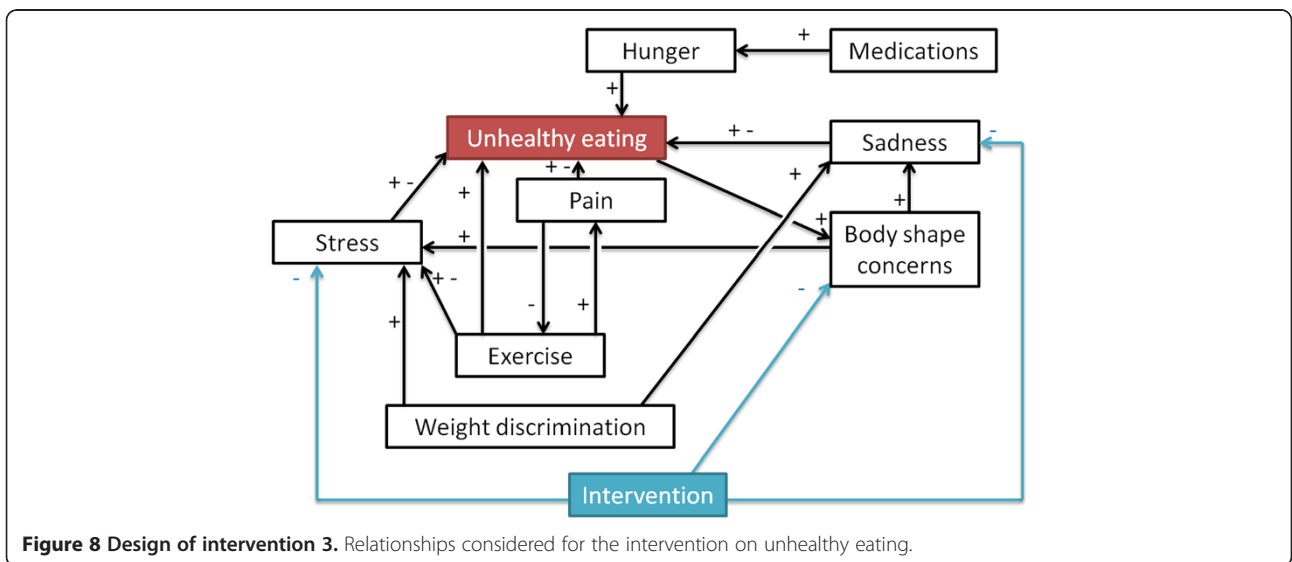 +
Hunger
Medications
+
Unhealthy eating
+ -
Sadness
-
+ -
+
+ -
Pain
+
+
+
Stress
+
Body shape
concerns
-
+ -
-
+
-
+
Exercise
Weight discrimination
Intervention
Figure 8 Design of intervention 3. Relationships considered for the intervention on unhealthy eating.